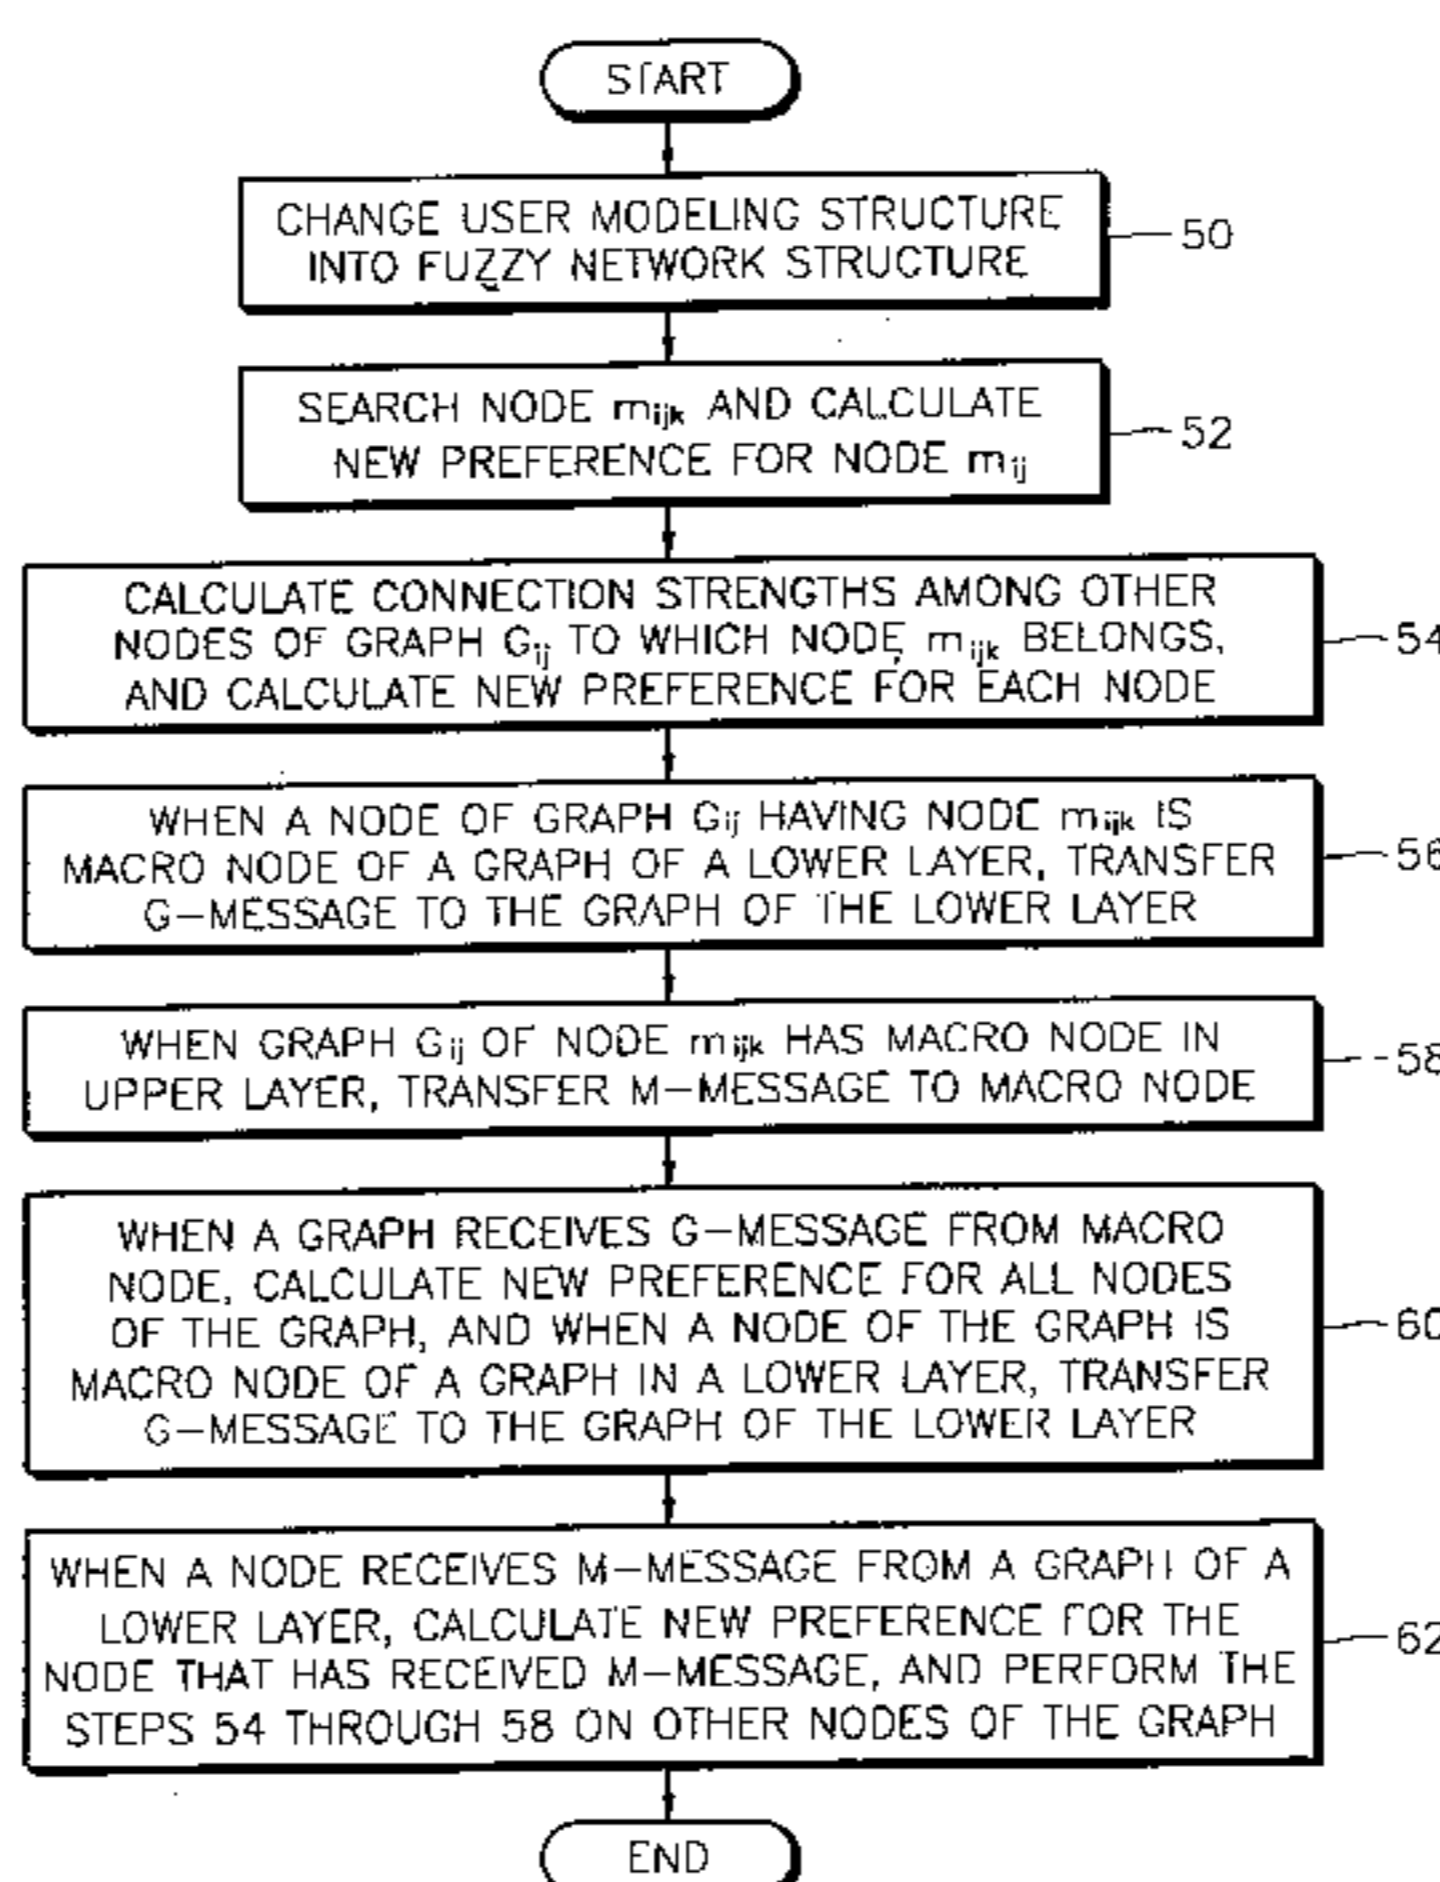 START
CHANGE USER MODELING STRUCTURE
INTO FUZZY NETWORK STRUCTURE
50
SEARCH NODE mijk AND CALCULATE
NEW PREFERENCE FOR NODE mij
52
CALCULATE CONNECTION STRENGTHS AMONG OTHER
NODES OF GRAPH Gij TO WHICH NODE mijk BELONGS,
AND CALCULATE NEW PREFERENCE FOR EACH NODE
54
WHEN A NODE OF GRAPH Gij HAVING NODE mijk IS
MACRO NODE OF A GRAPH OF A LOWER LAYER, TRANSFER
G-MESSAGE TO THE GRAPH OF THE LOWER LAYER
56
WHEN GRAPH Gij OF NODE mijk HAS MACRO NODE IN
UPPER LAYER, TRANSFER M-MESSAGE TO MACRO NODE
58
WHEN A GRAPH RECEIVES G-MESSAGE FROM MACRO
NODE, CALCULATE NEW PREFERENCE FOR ALL NODES
OF THE GRAPH, AND WHEN A NODE OF THE GRAPH IS
MACRO NODE OF A GRAPH IN A LOWER LAYER, TRANSFER
G-MESSAGE TO THE GRAPH OF THE LOWER LAYER
60
WHEN A NODE RECEIVES M-MESSAGE FROM A GRAPH OF A
LOWER LAYER, CALCULATE NEW PREFERENCE FOR THE
NODE THAT HAS RECEIVED M-MESSAGE, AND PERFORM THE
STEPS 54 THROUGH 58 ON OTHER NODES OF THE GRAPH
62
END